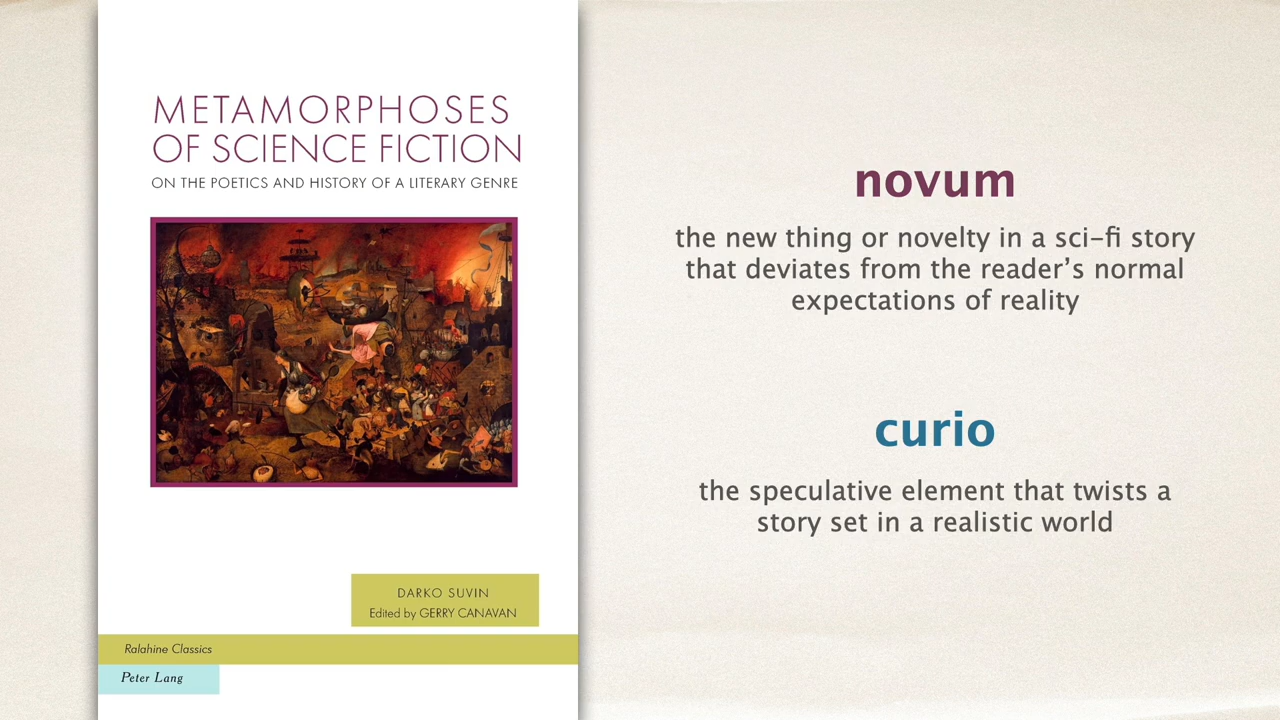 METAMORPHOSES
OF SCIENCE FICTION
ON THE POETICS AND HISTORY OF A LITERARY GENRE
DARKO SUVIN
Edited by GERRY CANAVAN
Ralahine Classics
Peter Lang
novum
the new thing or novelty in a sci-fi story
that deviates from the reader’s normal
expectations of reality
curio
the speculative element that twists a
story set in a realistic world